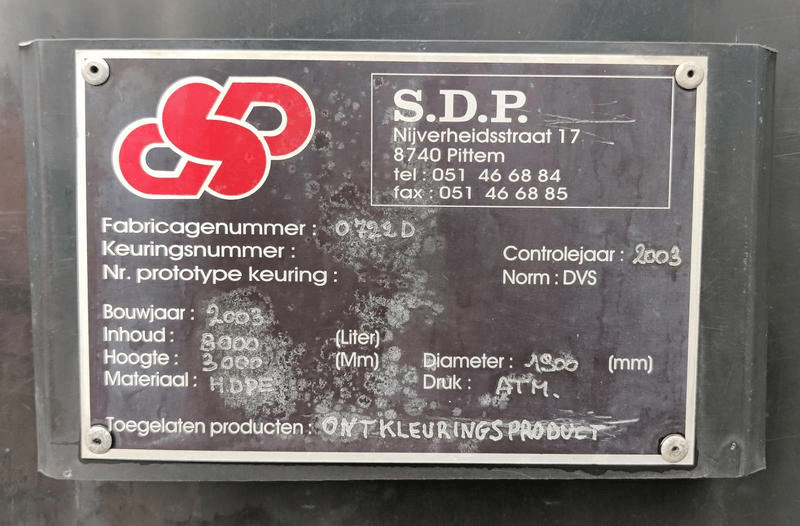 S.D.P.
Nijverheidsstraat 17
8740 Pittem
tel : 051 46 68 84
fax : 051 46 68 85
Fabricagenummer : 0722D
Keuringsnummer :
Controlejaar : 2003
Nr. prototype keuring :
Norm : DVS
Bouwjaar : 2003
Inhoud : 8000 (Liter)
Hoogte : 3000 (Mm)
Diameter : 1900 (mm)
Materiaal : HDPE
Druk : ATM.
Toegelaten producten : ONTKLEURINGSPRODUCT